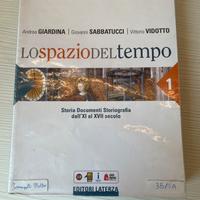 Andrea GIARDINA Giovanni SABBATUCCI Vittorio VIDOTTO
LOSPAZIODELTEMPO
1
Storia Documenti Storiografia
dall'XI al XVII secolo
EDITORI LATERZA